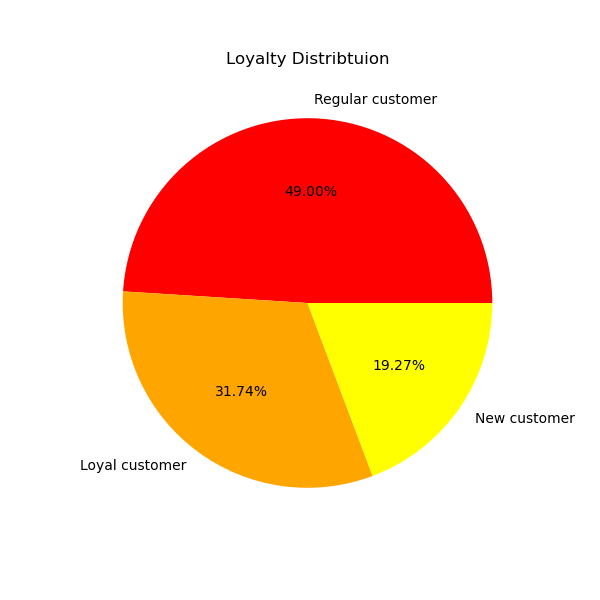 Loyalty Distribtuion
Regular customer
49.00%
31.74%
19.27%
Loyal customer
New customer